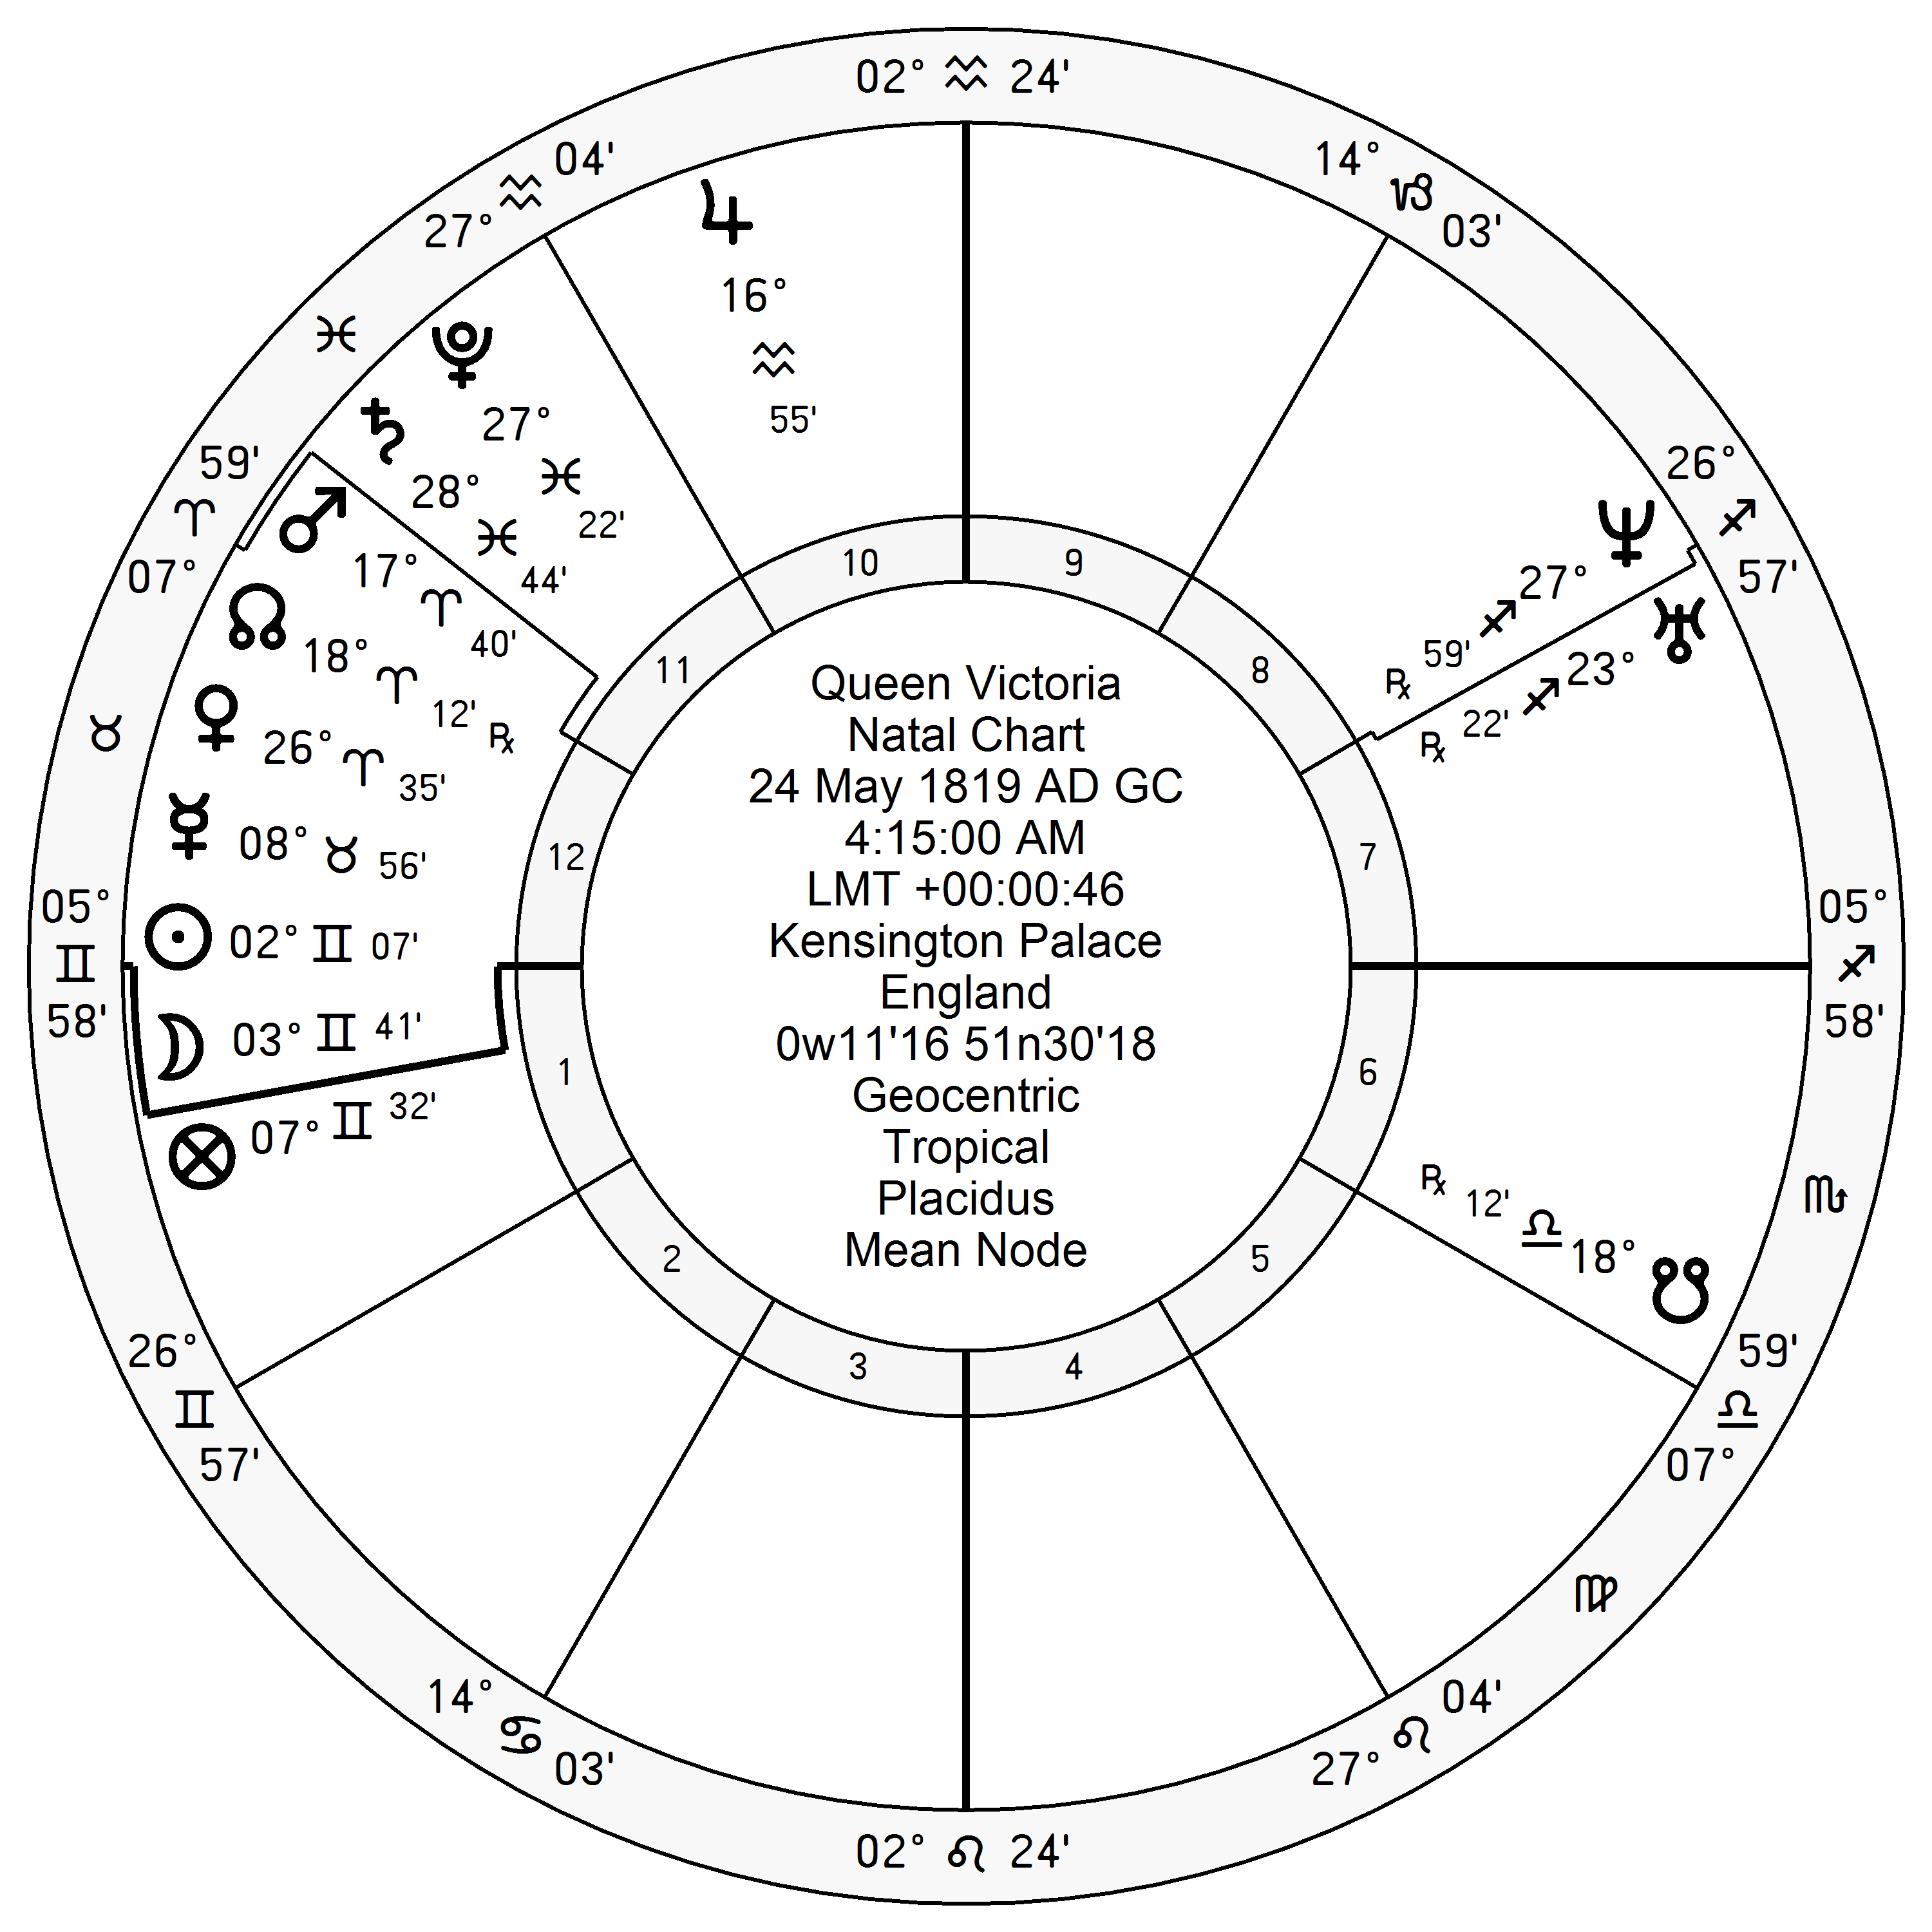 02° ♒ 24'
27° ♒ 04'
14° ♑ 03'
♓
07° ♈ 59'
26° ♐ 57'
♉
05° ♊ 58'
05° ♐ 58'
♏
26° ♊ 57'
07° ♎ 59'
♍
14° ♋ 03'
27° ♌ 04'
02° ♌ 24'
♃ 16° ♒ 55'
♇ 27° ♓ 22'
♄ 28° ♓ 44'
♂ 17° ♈ 40'
☊ 18° ♈ 12' ℞
♀ 26° ♈ 35'
☿ 08° ♉ 56'
☉ 02° ♊ 07'
☽ 03° ♊ 41'
⊗ 07° ♊ 32'
℞ 59' ♐ 27° ♆
℞ 22' ♐ 23° ♅
℞ 12' ♎ 18° ☋
10
9
11
8
12
7
1
6
2
5
3
4
Queen Victoria
Natal Chart
24 May 1819 AD GC
4:15:00 AM
LMT +00:00:46
Kensington Palace
England
0w11'16 51n30'18
Geocentric
Tropical
Placidus
Mean Node